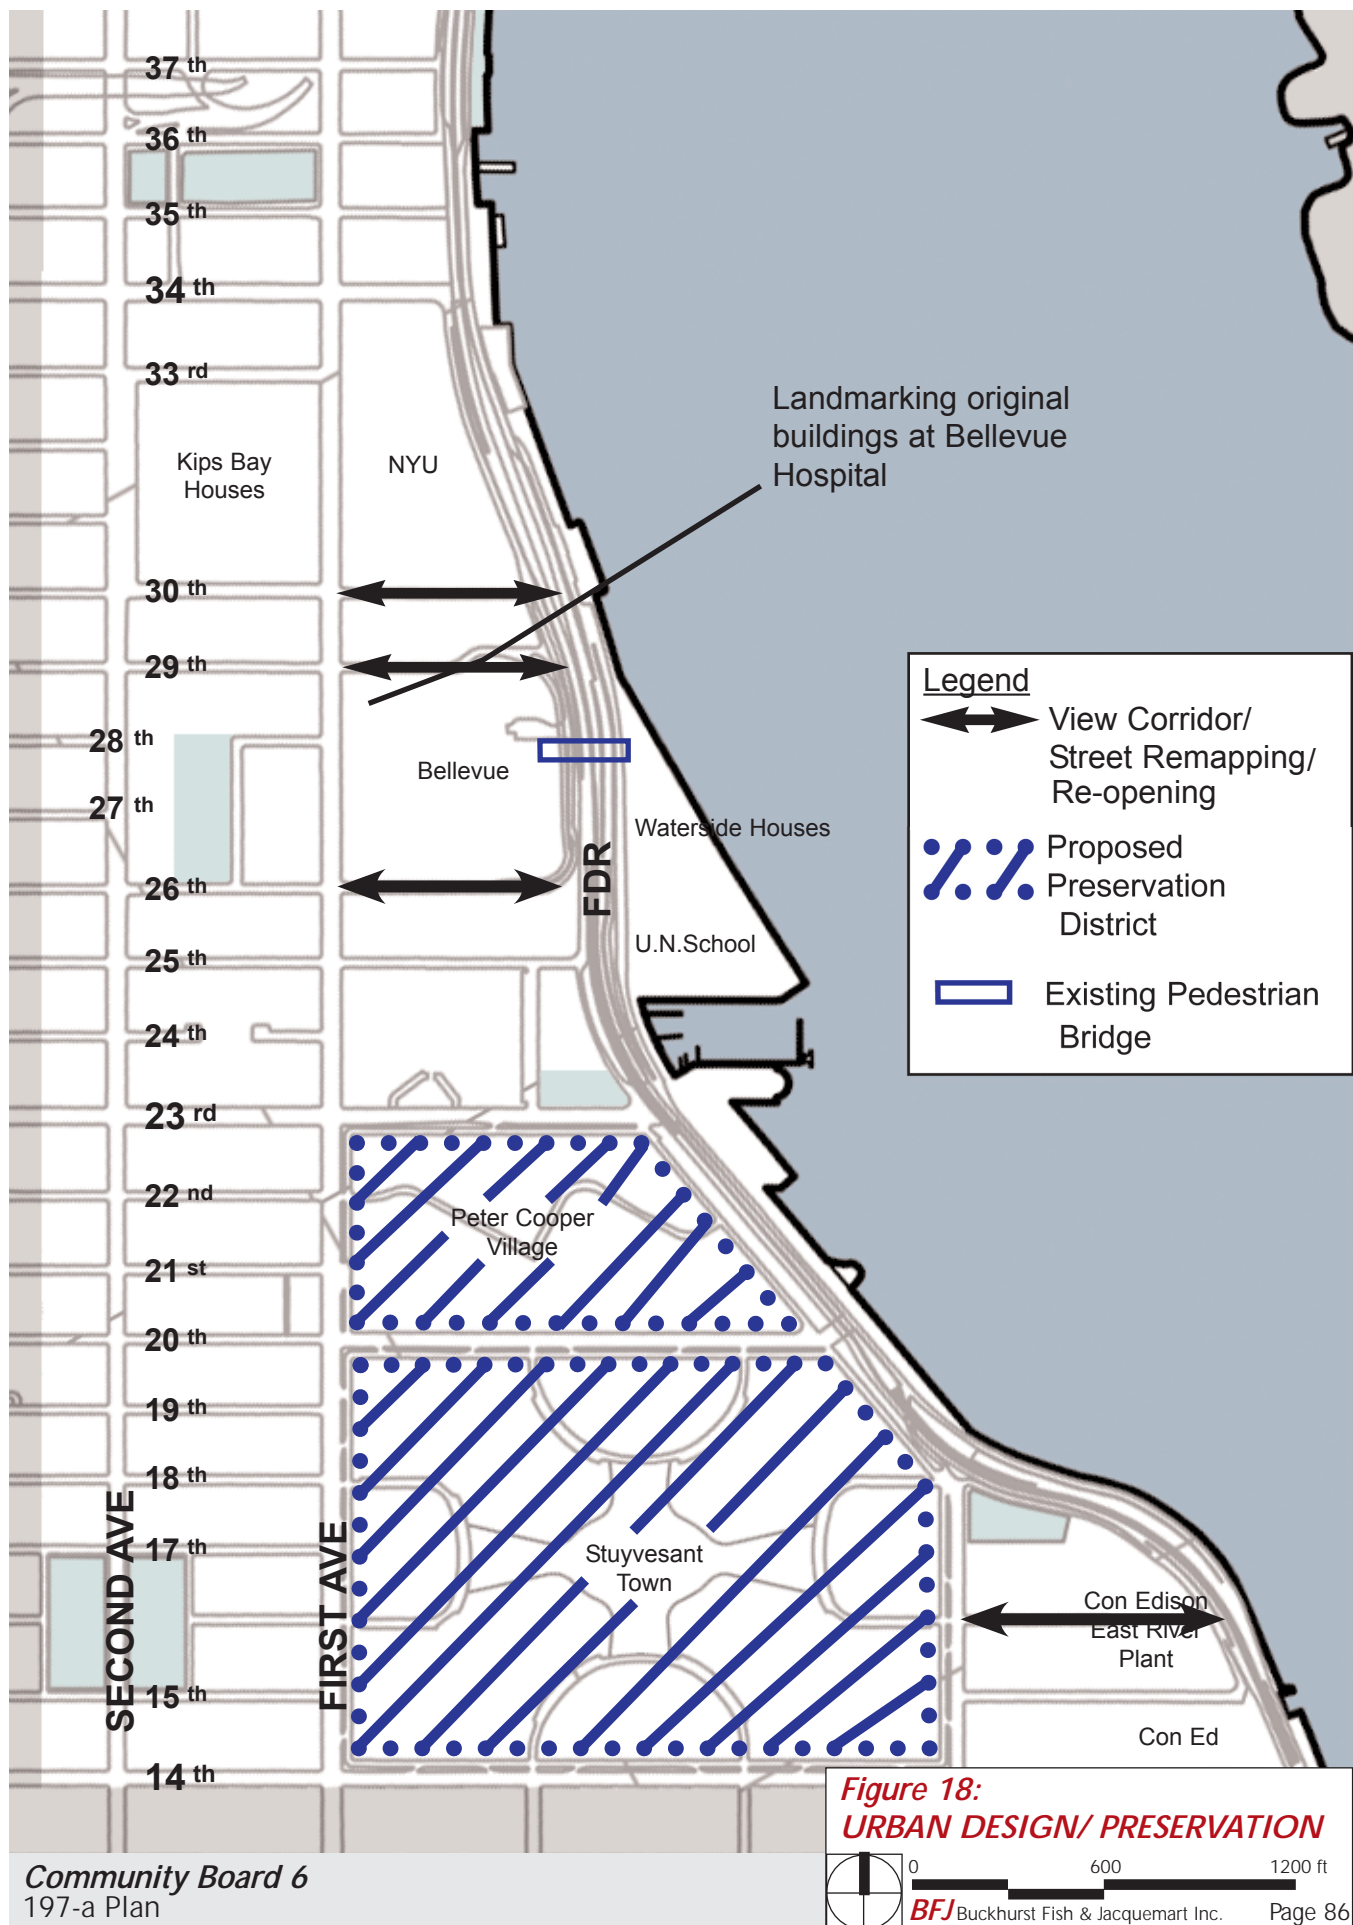 37 th
36 th
35 th
34 th
33 rd
Landmarking original
buildings at Bellevue
Hospital
Kips Bay
Houses
NYU
30 th
29 th
28 th
Bellevue
27 th
Waterside Houses
26 th
FDR
U.N.School
25 th
24 th
23 rd
Legend
View Corridor/
Street Remapping/
Re-opening
Proposed
Preservation
District
Existing Pedestrian
Bridge
22 nd
Peter Cooper
Village
21 st
20 th
19 th
18 th
SECOND AVE
FIRST AVE
17 th
Stuyvesant
Town
Con Edison
East River
Plant
15 th
Con Ed
14 th
Figure 18:
URBAN DESIGN/ PRESERVATION
0 600 1200 ft
BFJ Buckhurst Fish & Jacquemart Inc. Page 86
Community Board 6
197-a Plan